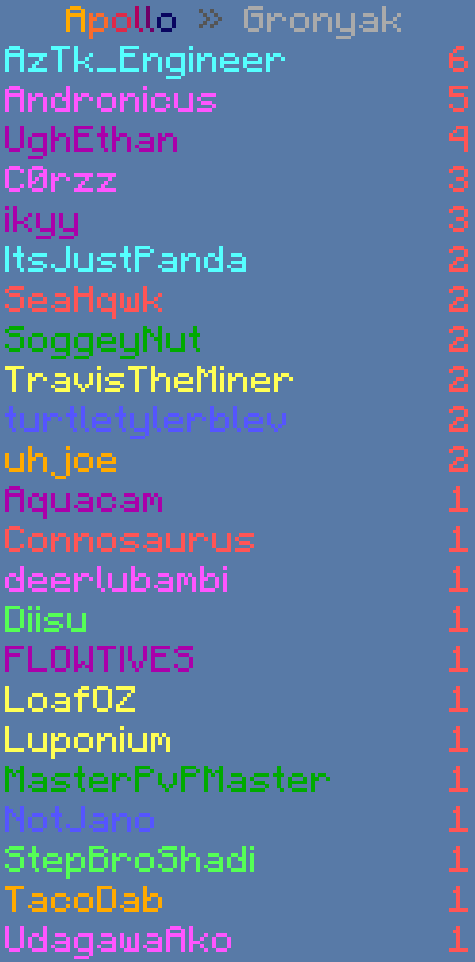 Apollo » Gronyak
AzTk_Engineer 6
Andronicus 5
UghEthan 4
C0rzz 3
ikyy 3
ItsJustPanda 2
SeaHqwk 2
SoggeyNut 2
TravisTheMiner 2
turtletylerblev 2
uh_joe 2
Aquacam 1
Connosaurus 1
deerlubambi 1
Diisu 1
FLOWTIVES 1
LoafOZ 1
Luponium 1
MasterPvPMaster 1
NotJano 1
StepBroShadi 1
TacoDab 1
UdagawaAko 1